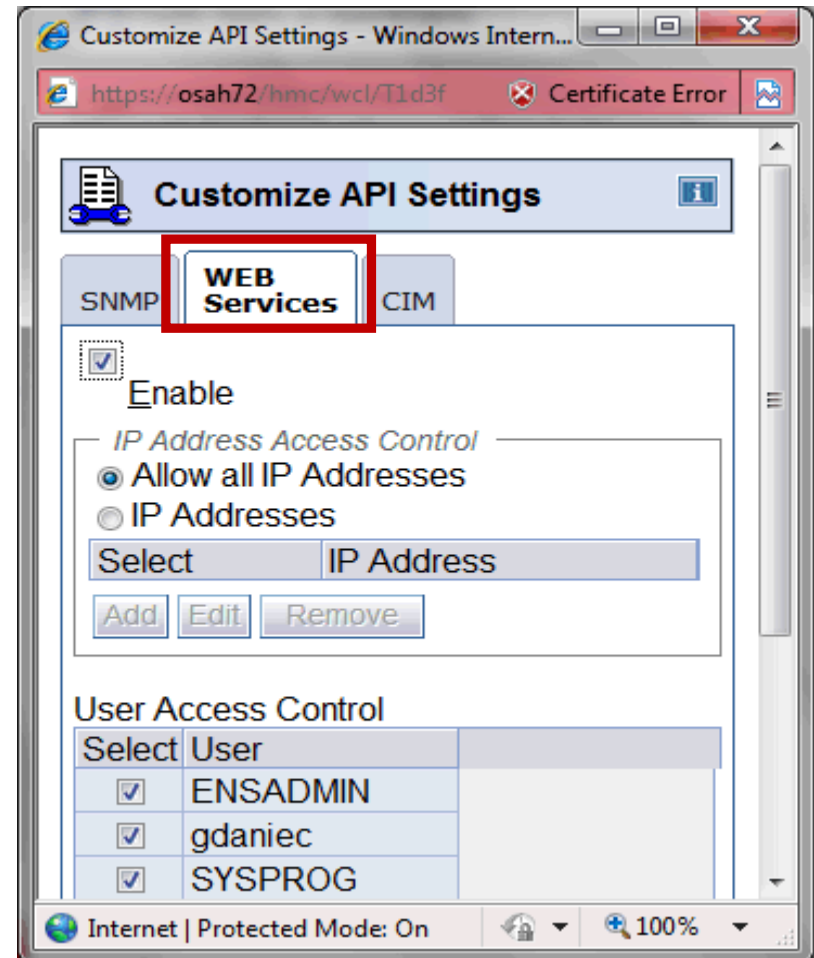 Customize API Settings - Windows Intern...
https://osah72/hmc/wcl/T1d3f Certificate Error
Customize API Settings
SNMP WEB Services CIM
Enable
IP Address Access Control
Allow all IP Addresses
IP Addresses
Select IP Address
Add Edit Remove
User Access Control
Select User
ENSADMIN
gdaniec
SYSPROG
Internet | Protected Mode: On 100%